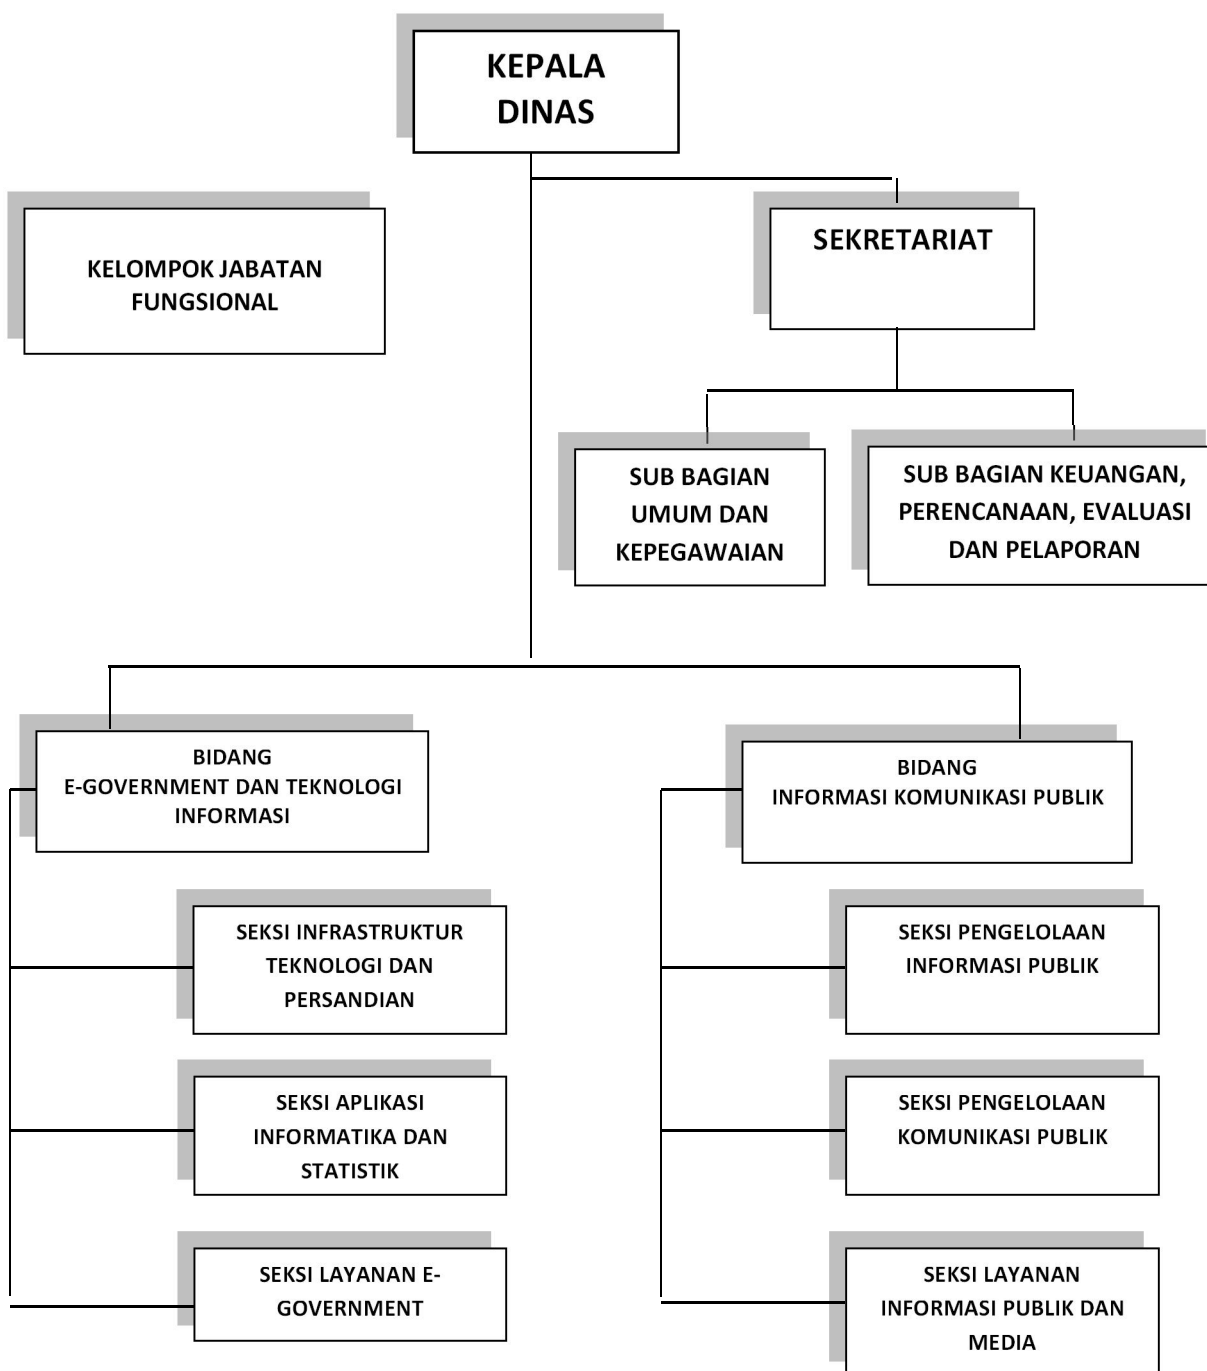 KEPALA
DINAS
KELOMPOK JABATAN
FUNGSIONAL
SEKRETARIAT
SUB BAGIAN
UMUM DAN
KEPEGAWAIAN
SUB BAGIAN KEUANGAN,
PERENCANAAN, EVALUASI
DAN PELAPORAN
BIDANG
E-GOVERNMENT DAN TEKNOLOGI
INFORMASI
BIDANG
INFORMASI KOMUNIKASI PUBLIK
SEKSI INFRASTRUKTUR
TEKNOLOGI DAN
PERSANDIAN
SEKSI PENGELOLAAN
INFORMASI PUBLIK
SEKSI APLIKASI
INFORMATIKA DAN
STATISTIK
SEKSI PENGELOLAAN
KOMUNIKASI PUBLIK
SEKSI LAYANAN E-
GOVERNMENT
SEKSI LAYANAN
INFORMASI PUBLIK DAN
MEDIA